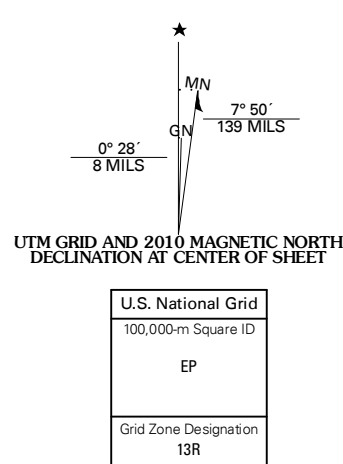 ★
MN
7° 50´
139 MILS
GN
0° 28´
8 MILS
UTM GRID AND 2010 MAGNETIC NORTH
DECLINATION AT CENTER OF SHEET
U.S. National Grid
100,000-m Square ID
EP
Grid Zone Designation
13R